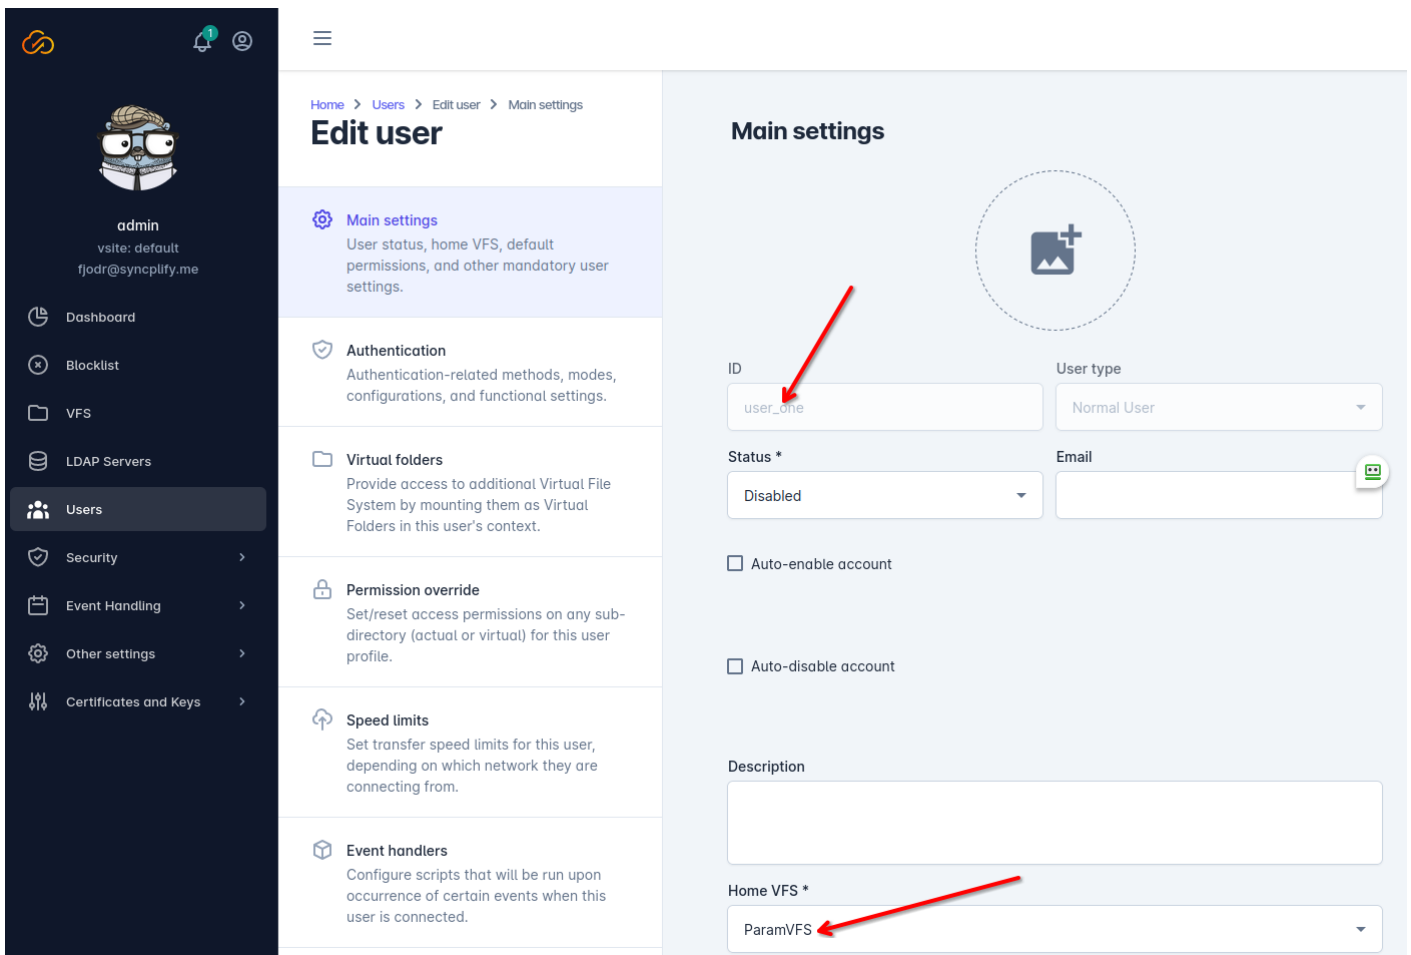 1
admin
vsite: default
fjodr@syncplify.me
Dashboard
Blocklist
VFS
LDAP Servers
Users
Security
Event Handling
Other settings
Certificates and Keys
Home > Users > Edit user > Main settings
Edit user
Main settings
User status, home VFS, default
permissions, and other mandatory user
settings.
Authentication
Authentication-related methods, modes,
configurations, and functional settings.
Virtual folders
Provide access to additional Virtual File
System by mounting them as Virtual
Folders in this user's context.
Permission override
Set/reset access permissions on any sub-
directory (actual or virtual) for this user
profile.
Speed limits
Set transfer speed limits for this user,
depending on which network they are
connecting from.
Event handlers
Configure scripts that will be run upon
occurrence of certain events when this
user is connected.
Main settings
ID
User type
user_one
Normal User
Status *
Email
Disabled
Auto-enable account
Auto-disable account
Description
Home VFS *
ParamVFS